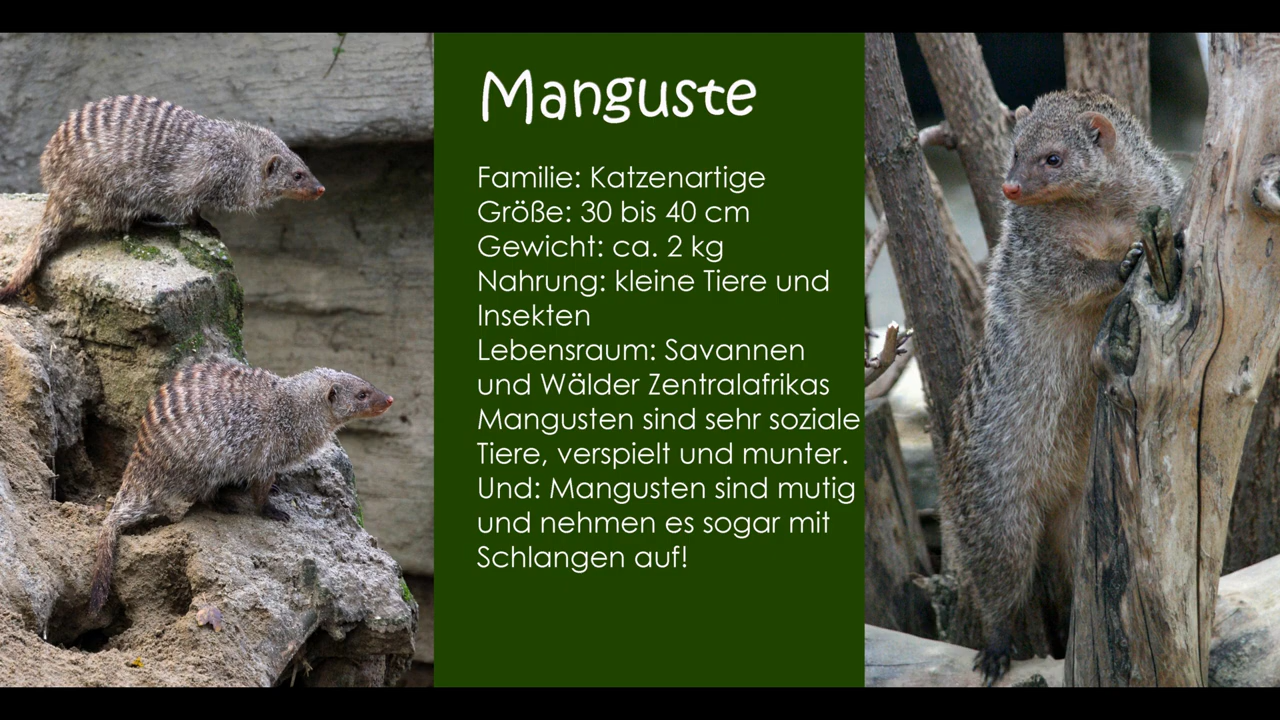 Manguste
Familie: Katzenartige
Größe: 30 bis 40 cm
Gewicht: ca. 2 kg
Nahrung: kleine Tiere und
Insekten
Lebensraum: Savannen
und Wälder Zentralafrikas
Mangusten sind sehr soziale
Tiere, verspielt und munter.
Und: Mangusten sind mutig
und nehmen es sogar mit
Schlangen auf!